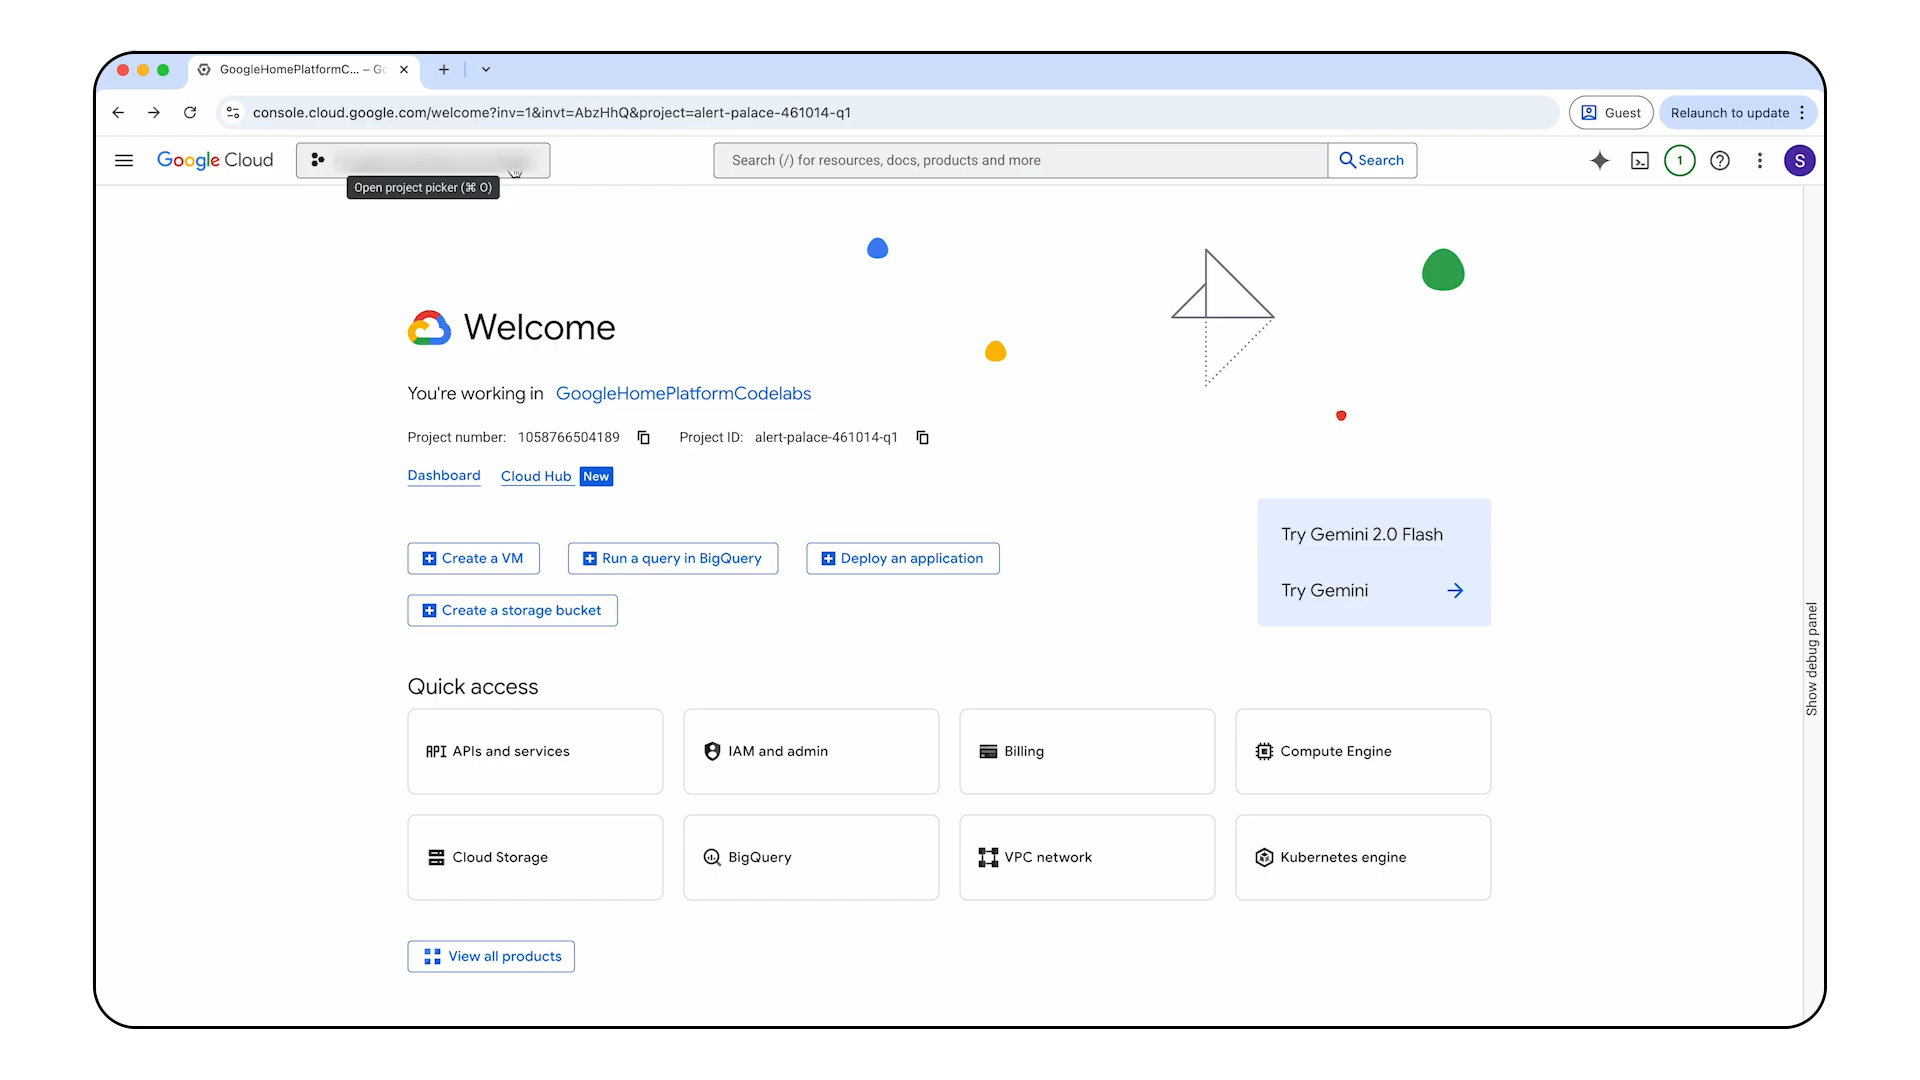 GoogleHomePlatformC... – Go
console.cloud.google.com/welcome?inv=1&invt=AbzHhQ&project=alert-palace-461014-q1
Guest
Relaunch to update
Google Cloud
Search (/) for resources, docs, products and more
Search
1
S
Open project picker (⌘ O)
Welcome
You're working in GoogleHomePlatformCodelabs
Project number: 1058766504189 Project ID: alert-palace-461014-q1
Dashboard Cloud Hub New
Create a VM
Run a query in BigQuery
Deploy an application
Create a storage bucket
Try Gemini 2.0 Flash
Try Gemini
Show debug panel
Quick access
API APIs and services
IAM and admin
Billing
Compute Engine
Cloud Storage
BigQuery
VPC network
Kubernetes engine
View all products